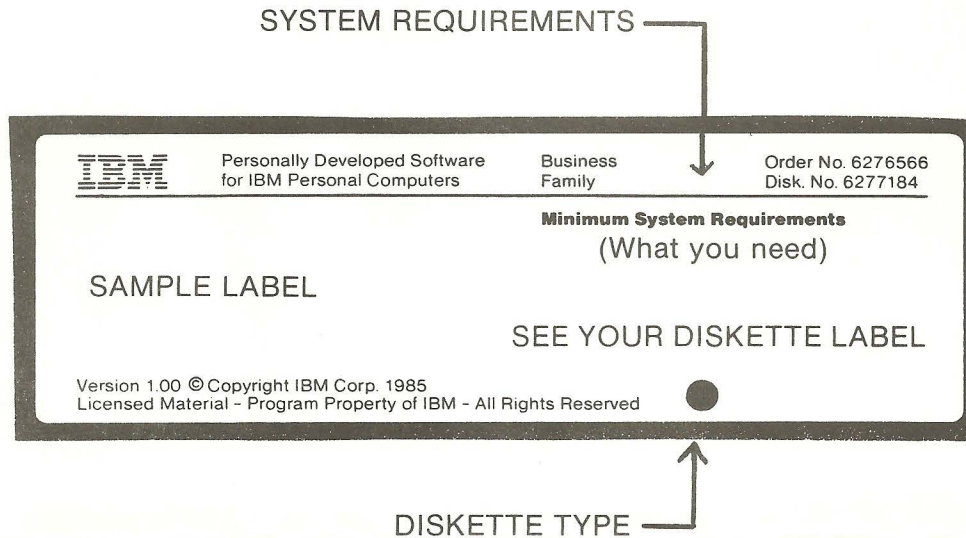 SYSTEM REQUIREMENTS
IBM
Personally Developed Software
for IBM Personal Computers
Business
Family
Order No. 6276566
Disk. No. 6277184
Minimum System Requirements
(What you need)
SAMPLE LABEL
SEE YOUR DISKETTE LABEL
Version 1.00 © Copyright IBM Corp. 1985
Licensed Material - Program Property of IBM - All Rights Reserved
DISKETTE TYPE